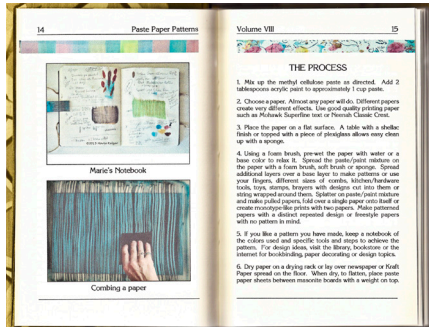 14 Paste Paper Patterns
Marie's Notebook
Combing a paper
Volume VIII 15
THE PROCESS
1. Mix up the methyl cellulose paste as directed. Add 2
tablespoons acrylic paint to approximately 1 cup paste.
2. Choose a paper. Almost any paper will do. Different papers
create very different effects. Use good quality printing paper
such as Mohawk Superfine text or Neenah Classic Crest.
3. Place the paper on a flat surface. A table with a shellac
finish or topped with a piece of plexiglass allows easy clean
up with a sponge.
4. Using a foam brush, pre-wet the paper with water or a
base color to relax it. Spread the paste/paint mixture on
the paper with a foam brush, soft brush or sponge. Spread
additional layers over a base layer to make patterns or use
your fingers, different sizes of combs, kitchen/hardware
tools, toys, stamps, brayers with designs cut into them or
string wrapped around them. Splatter on paste/paint mixture
and make pulled papers, fold over a single paper onto itself or
create monotype-like prints with two papers. Make patterned
papers with a distinct repeated design or freestyle papers
with no pattern in mind.
5. If you like a pattern you have made, keep a notebook of
the colors used and specific tools and steps to achieve the
pattern. For design ideas, visit the library, bookstore or the
internet for bookbinding, paper decorating or design topics.
6. Dry paper on a drying rack or lay over newspaper or Kraft
Paper spread on the floor. When dry, to flatten, place paste
paper sheets between masonite boards with a weight on top.